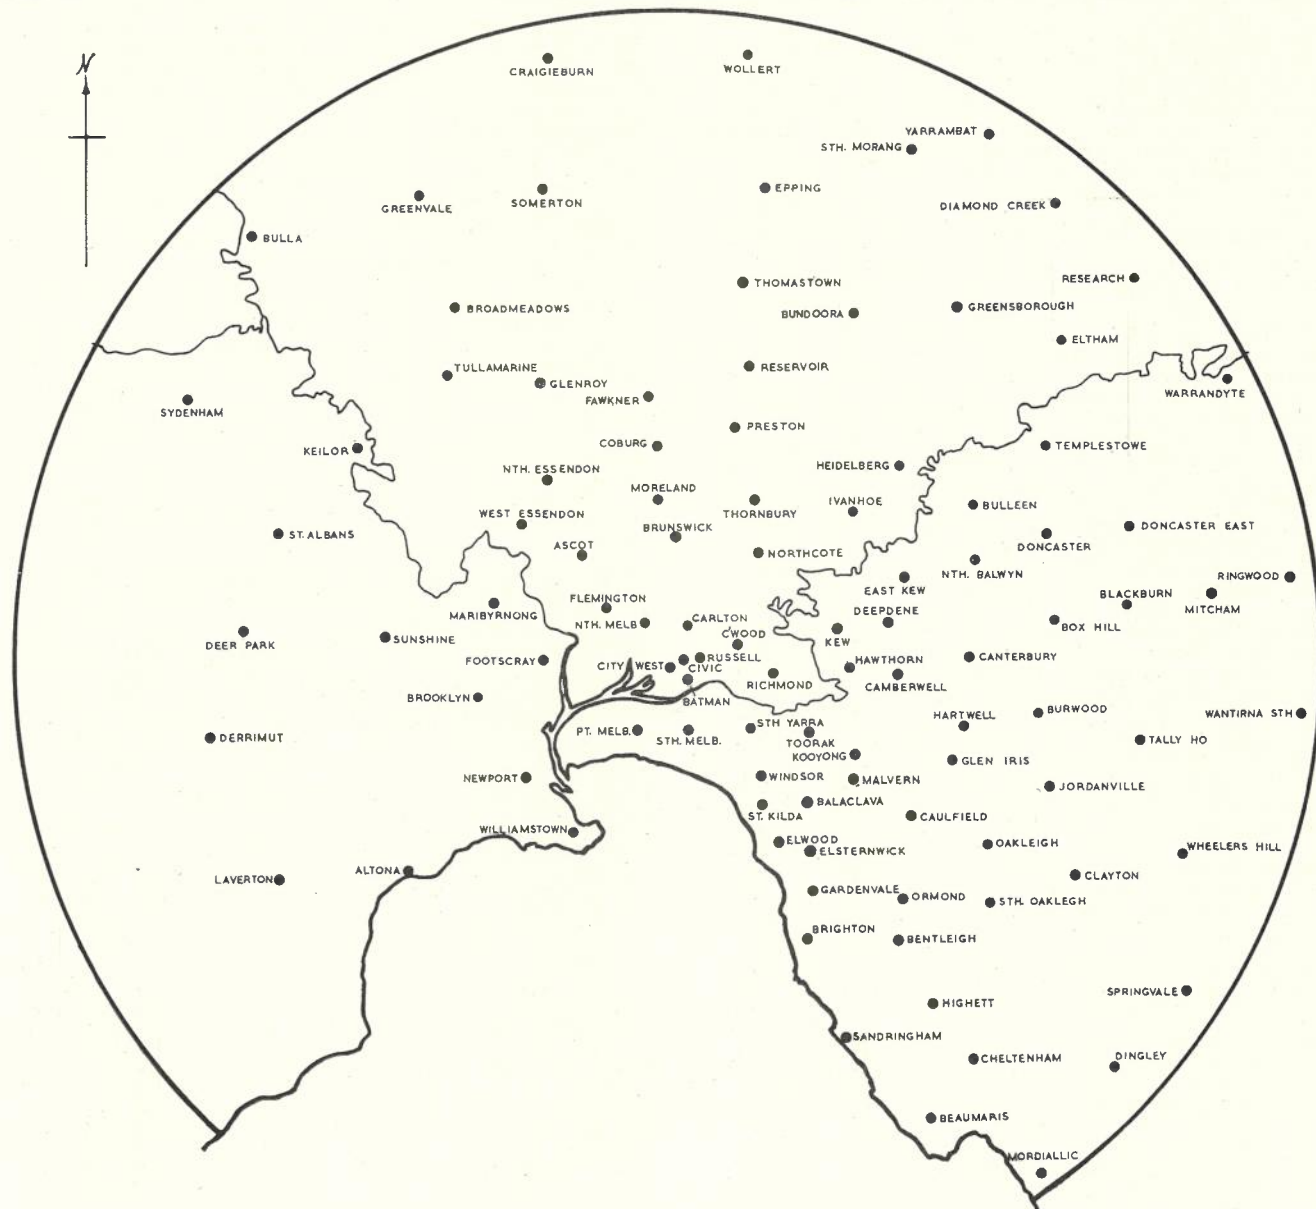 N
CRAIGIEBURN
WOLLERT
YARRAMBAT
STH. MORANG
EPPING
GREENVALE
SOMERTON
DIAMOND CREEK
BULLA
RESEARCH
THOMASTOWN
BROADMEADOWS
BUNDOORA
GREENSBOROUGH
ELTHAM
TULLAMARINE
GLENROY
RESERVOIR
FAWKNER
WARRANDYTE
SYDENHAM
PRESTON
COBURG
TEMPLESTOWE
KEILOR
HEIDELBERG
NTH. ESSENDON
MORELAND
THORNBURY
IVANHOE
BULLEEN
WEST ESSENDON
BRUNSWICK
DONCASTER EAST
ST. ALBANS
ASCOT
NORTHCOTE
DONCASTER
NTH. BALWYN
RINGWOOD
EAST KEW
BLACKBURN
MITCHAM
FLEMINGTON
MARIBYRNONG
NTH. MELB
CARLTON
DEEPDENE
BOX HILL
DEER PARK
SUNSHINE
C'WOOD
KEW
FOOTSCRAY
CITY WEST
RUSSELL
CIVIC
HAWTHORN
CANTERBURY
RICHMOND
CAMBERWELL
BROOKLYN
BATMAN
HARTWELL
BURWOOD
WANTIRNA STH
DERRIMUT
PT. MELB.
STH. MELB.
STH YARRA
TOORAK
TALLY HO
KOOYONG
GLEN IRIS
NEWPORT
WINDSOR
MALVERN
JORDANVILLE
BALACLAVA
ST. KILDA
CAULFIELD
WILLIAMSTOWN
ELWOOD
ELSTERNWICK
OAKLEIGH
WHEELERS HILL
ALTONA
LAVERTON
CLAYTON
GARDENVALE
ORMOND
STH. OAKLEGH
BRIGHTON
BENTLEIGH
SPRINGVALE
HIGHETT
SANDRINGHAM
CHELTENHAM
DINGLEY
BEAUMARIS
MORDIALLIC